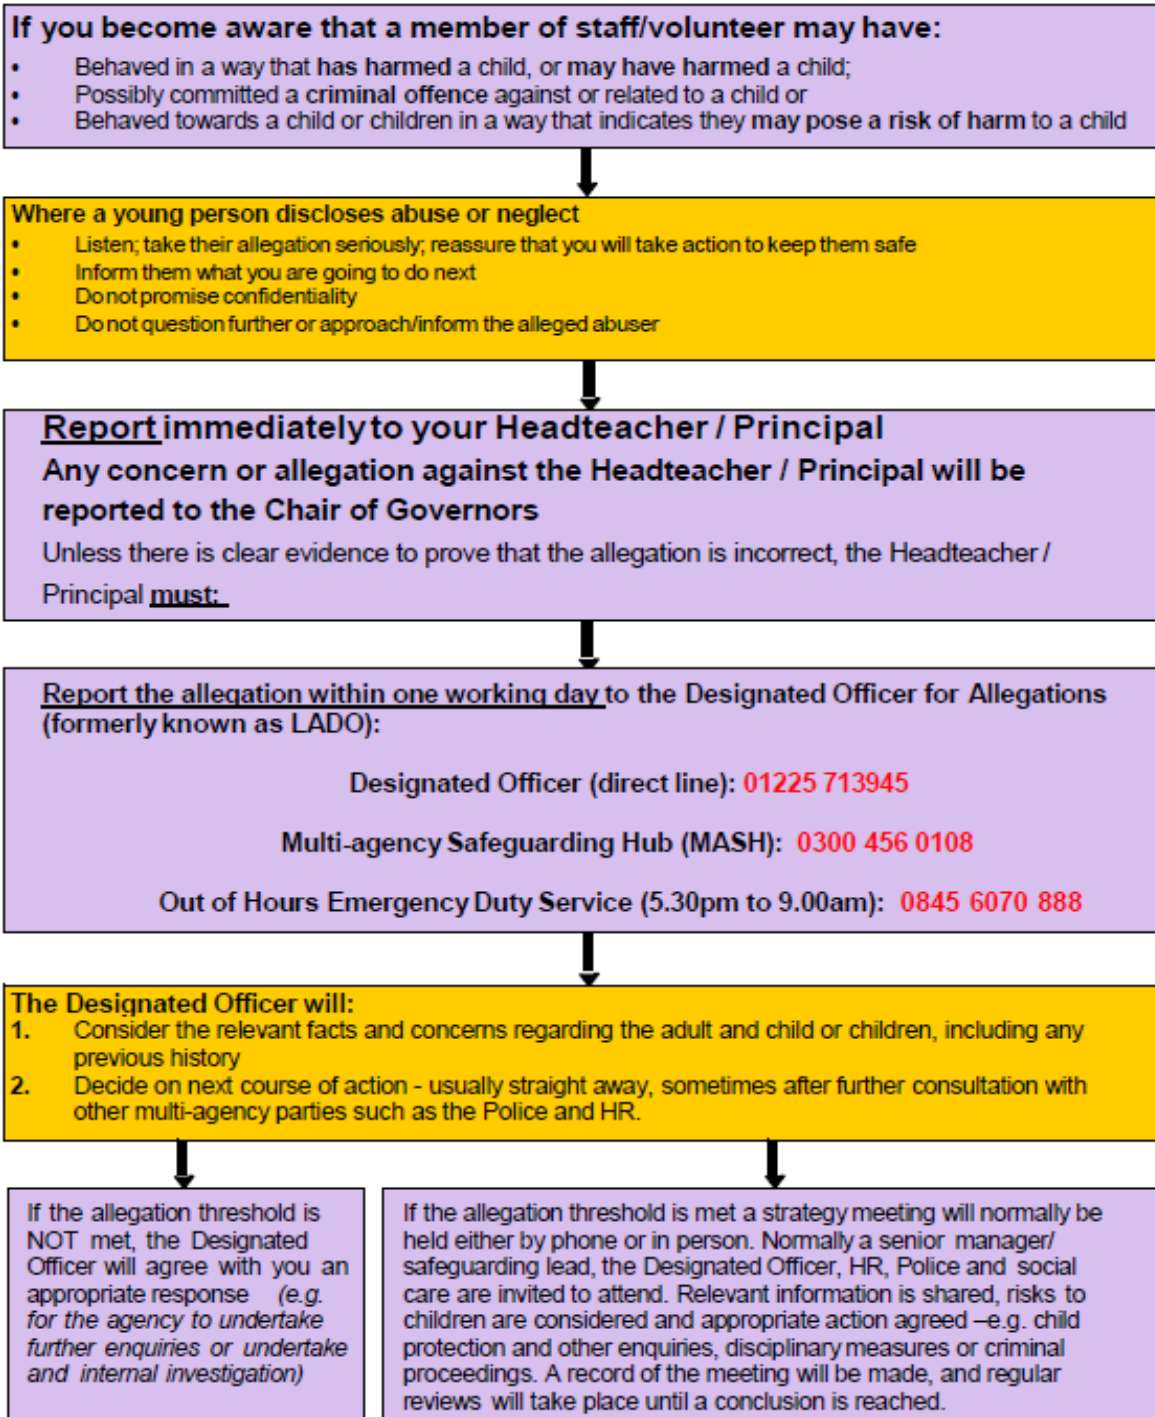 If you become aware that a member of staff/volunteer may have:
• Behaved in a way that has harmed a child, or may have harmed a child;
• Possibly committed a criminal offence against or related to a child or
• Behaved towards a child or children in a way that indicates they may pose a risk of harm to a child
Where a young person discloses abuse or neglect
• Listen; take their allegation seriously; reassure that you will take action to keep them safe
• Inform them what you are going to do next
• Do not promise confidentiality
• Do not question further or approach/inform the alleged abuser
Report immediately to your Headteacher / Principal
Any concern or allegation against the Headteacher / Principal will be
reported to the Chair of Governors
Unless there is clear evidence to prove that the allegation is incorrect, the Headteacher /
Principal must:
Report the allegation within one working day to the Designated Officer for Allegations
(formerly known as LADO):
Designated Officer (direct line): 01225 713945
Multi-agency Safeguarding Hub (MASH): 0300 456 0108
Out of Hours Emergency Duty Service (5.30pm to 9.00am): 0845 6070 888
The Designated Officer will:
1. Consider the relevant facts and concerns regarding the adult and child or children, including any
previous history
2. Decide on next course of action - usually straight away, sometimes after further consultation with
other multi-agency parties such as the Police and HR.
If the allegation threshold is
NOT met, the Designated
Officer will agree with you an
appropriate response (e.g.
for the agency to undertake
further enquiries or undertake
and internal investigation)
If the allegation threshold is met a strategy meeting will normally be
held either by phone or in person. Normally a senior manager/
safeguarding lead, the Designated Officer, HR, Police and social
care are invited to attend. Relevant information is shared, risks to
children are considered and appropriate action agreed –e.g. child
protection and other enquiries, disciplinary measures or criminal
proceedings. A record of the meeting will be made, and regular
reviews will take place until a conclusion is reached.